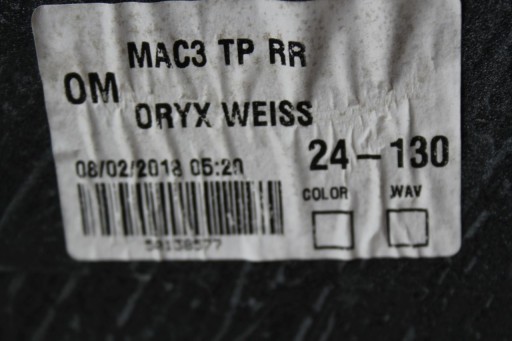 MAC3 TP RR
OM
ORYX WEISS
08/02/2018 05:20
24-130
COLOR WAV